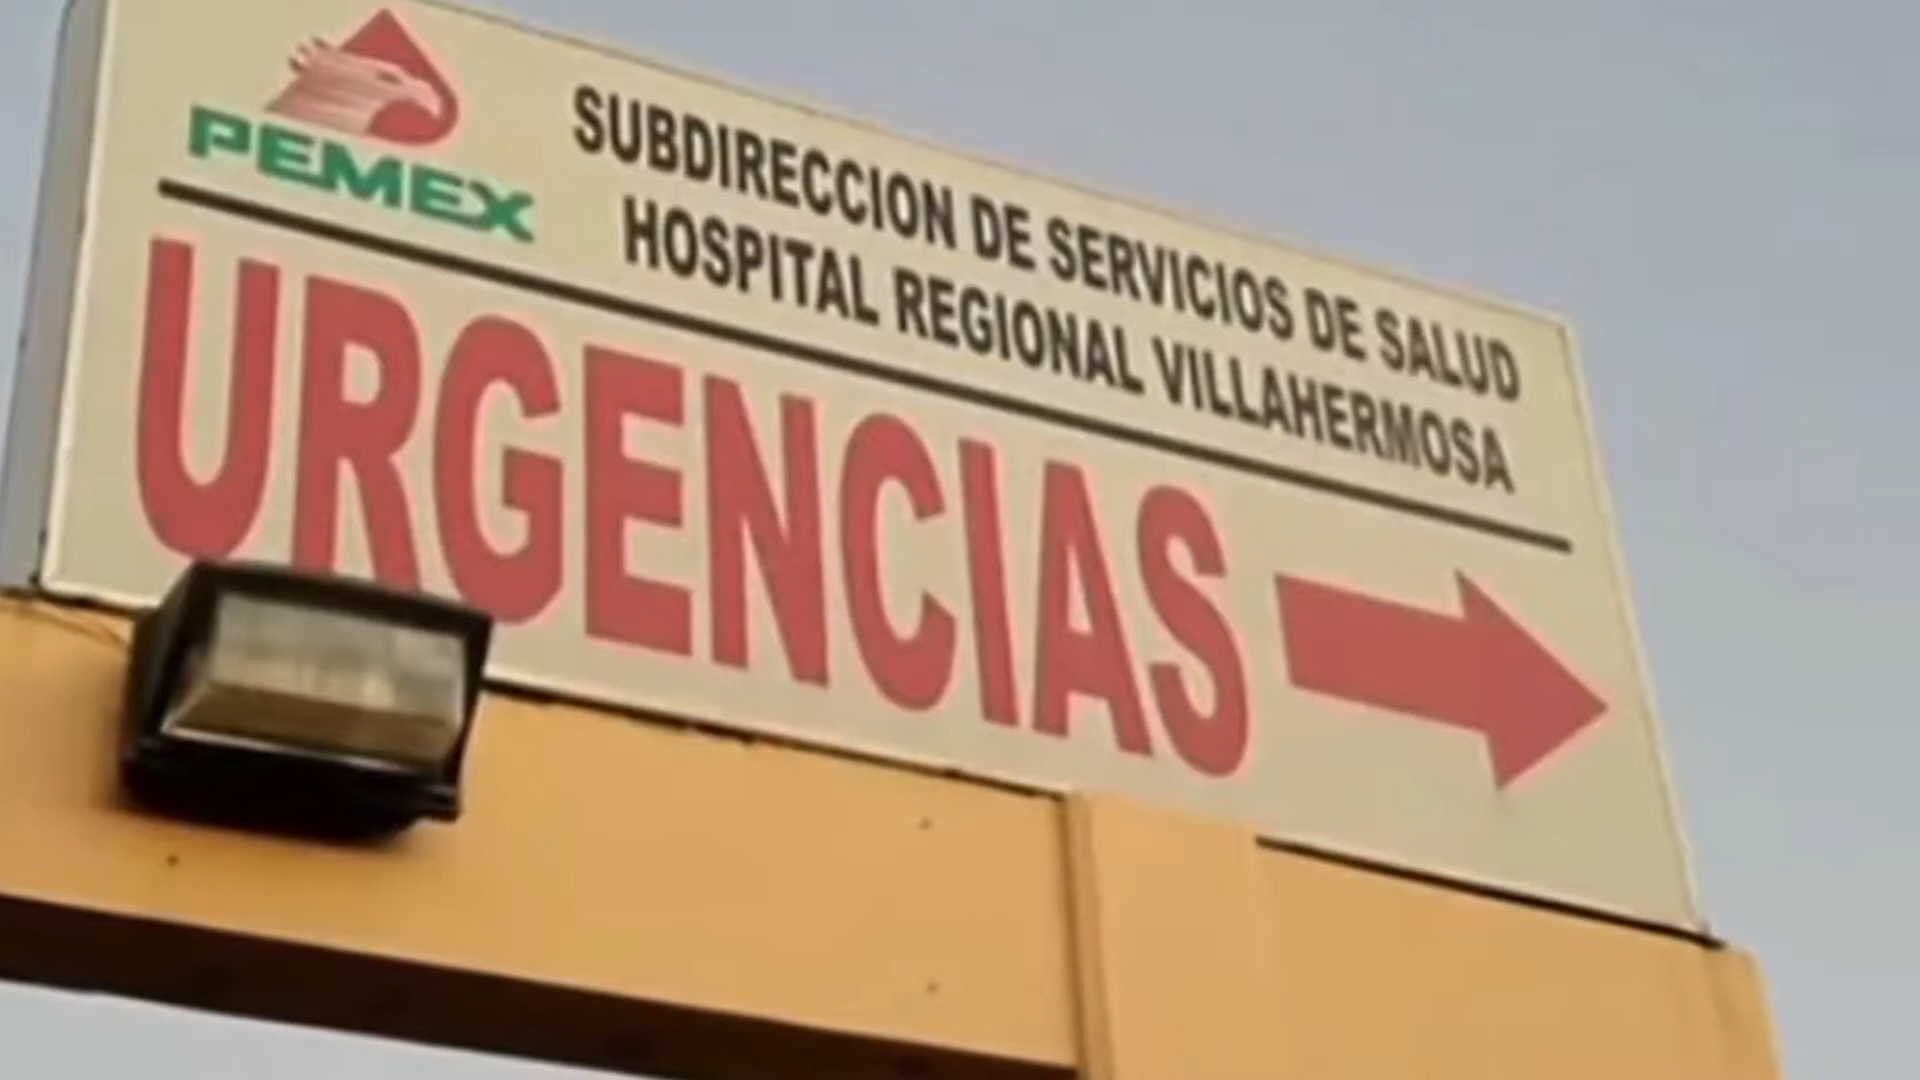 PEMEX
SUBDIRECCION DE SERVICIOS DE SALUD
HOSPITAL REGIONAL VILLAHERMOSA
URGENCIAS